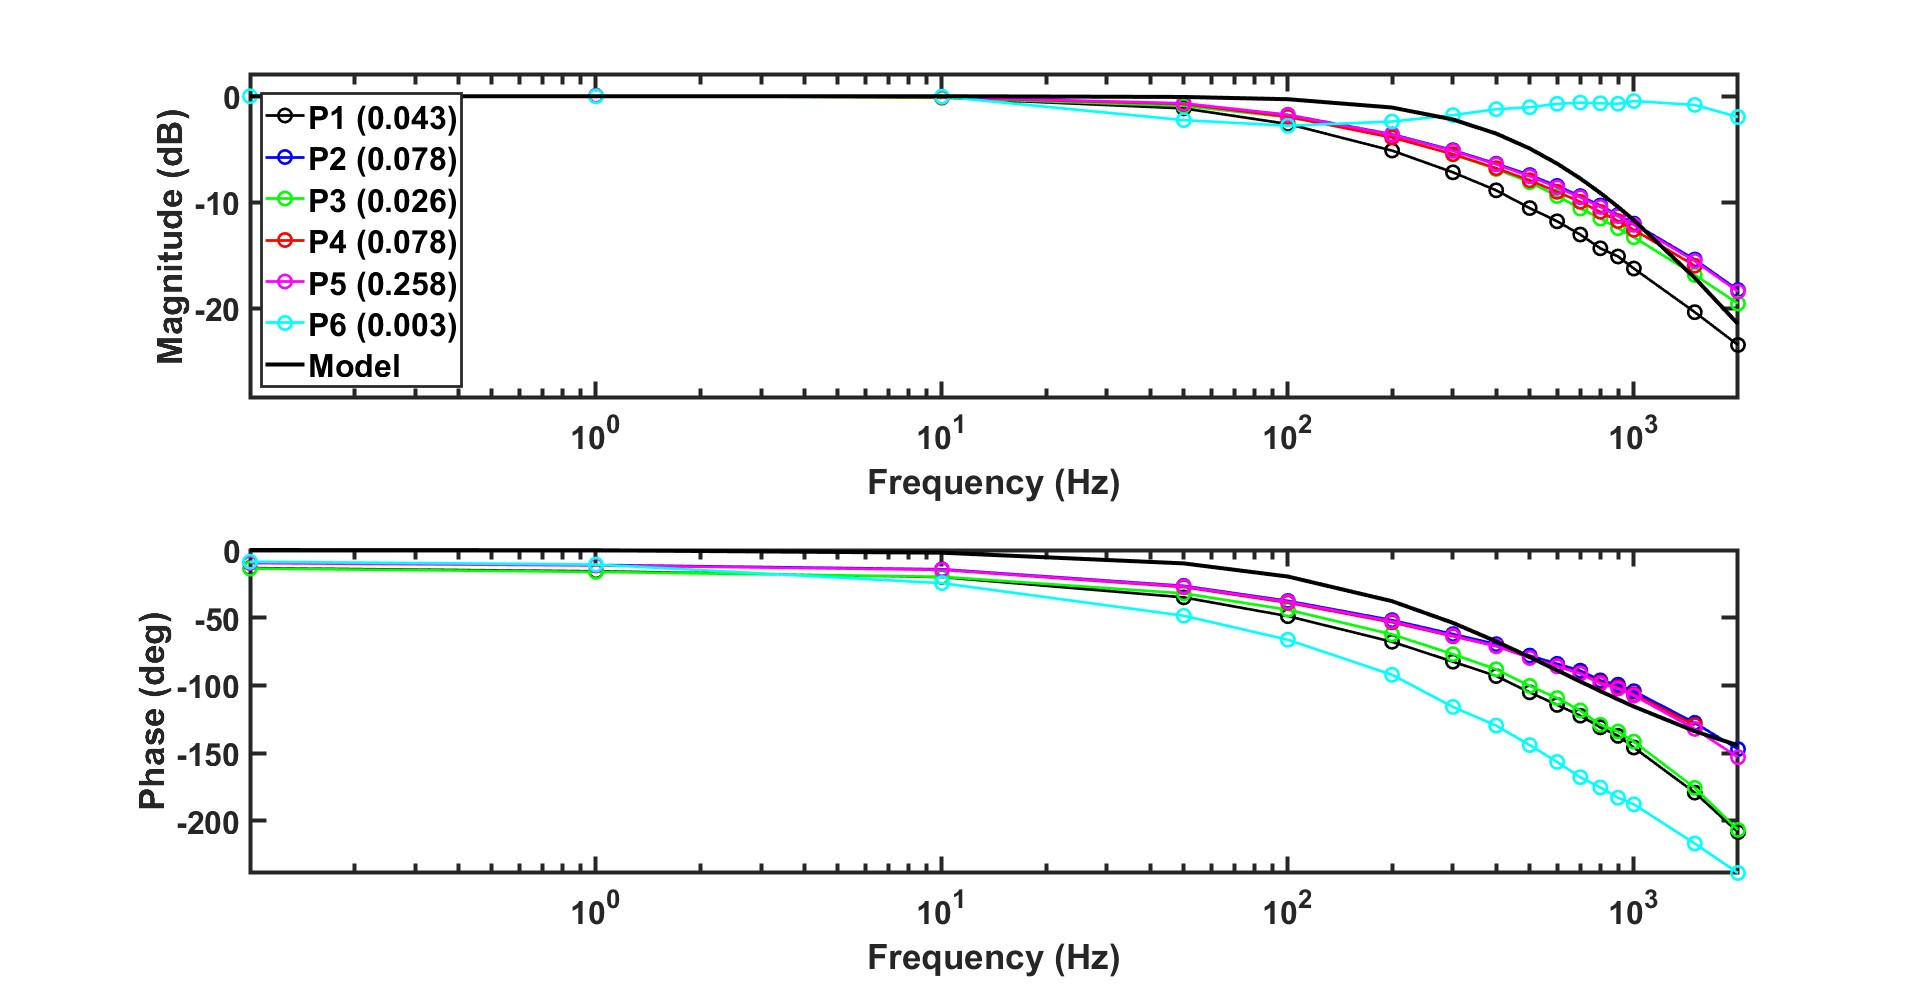 Magnitude (dB)
0
-10
-20
P1 (0.043)
P2 (0.078)
P3 (0.026)
P4 (0.078)
P5 (0.258)
P6 (0.003)
Model
10^0 10^1 10^2 10^3
Frequency (Hz)
Phase (deg)
0
-50
-100
-150
-200
10^0 10^1 10^2 10^3
Frequency (Hz)